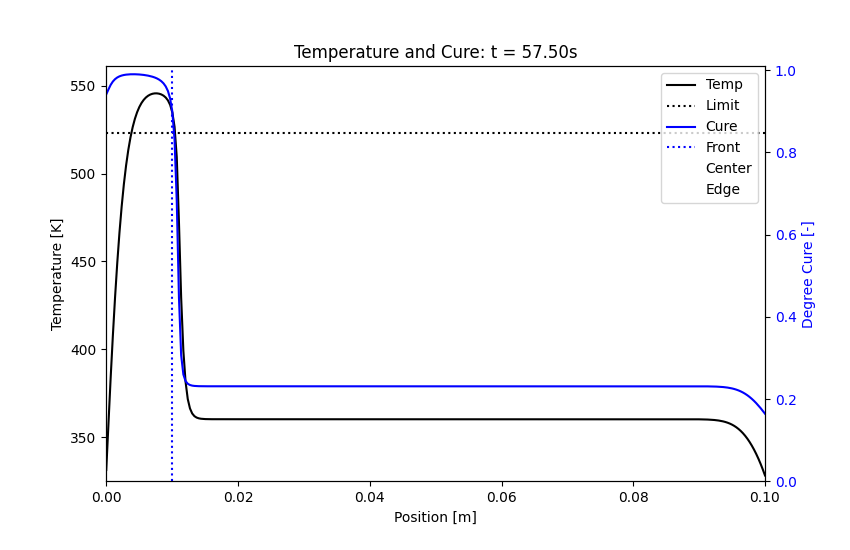 Temperature and Cure: t = 57.50s
550
500
450
400
350
Temperature [K]
1.0
0.8
0.6
0.4
0.2
0.0
Degree Cure [-]
Temp
Limit
Cure
Front
Center
Edge
0.00 0.02 0.04 0.06 0.08 0.10
Position [m]